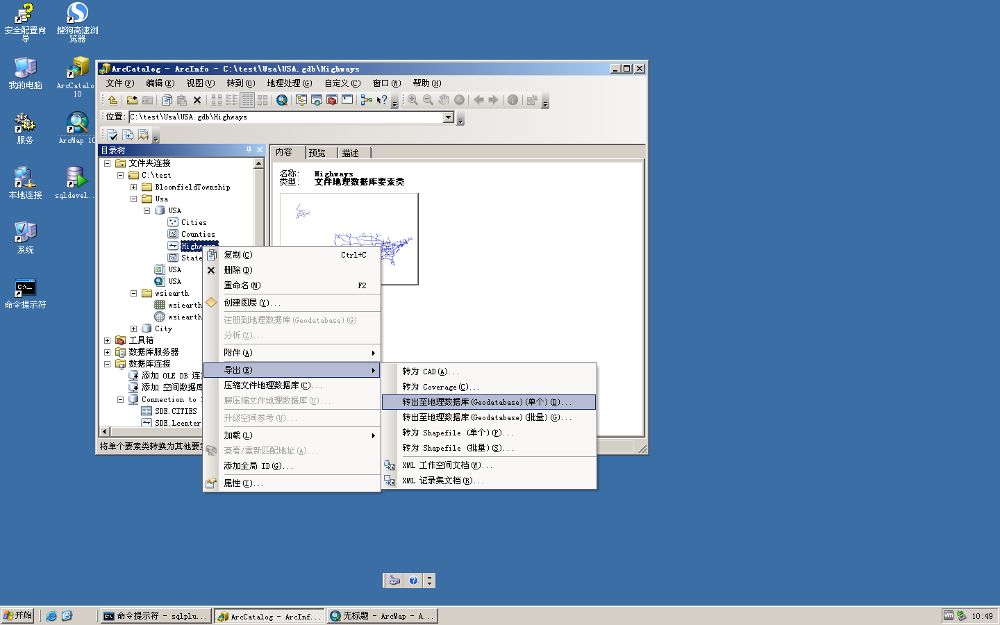 安全配置向
导
搜狗高速浏
览器
我的电脑
ArcCatalo
10
服务
ArcMap 10
本地连接
sqldevel...
系统
命令提示符
ArcCatalog - ArcInfo - C:\test\Usa\USA.gdb\Highways
文件(F) 编辑(E) 视图(V) 转到(O) 地理处理(G) 自定义(C) 窗口(W) 帮助(H)
位置: C:\test\Usa\USA.gdb\Highways
目录树
文件夹连接
C:\test
BloomfieldTownship
Usa
USA
Cities
Counties
Highways
State
USA
USA
wsiearth
wsiearth
wsiearth
City
工具箱
数据库服务器
数据库连接
添加 OLE DB 连
添加 空间数据库
Connection to
SDE.CITIES
SDE.Lcenter
将单个要素类转换为其他要
内容 预览 描述
名称: Highways
类型: 文件地理数据库要素类
复制(C) Ctrl+C
删除(D)
重命名(M) F2
创建图层(Y)...
注册到地理数据库(Geodatabase)(G)
分析(Z)...
附件(A)
导出(E)
压缩文件地理数据库(C)...
解压缩文件地理数据库(U)...
升级空间参考(U)...
加载(L)
查看/重新匹配地址(A)...
添加全局 ID(G)...
属性(I)...
转为 CAD(A)...
转为 Coverage(C)...
转出至地理数据库(Geodatabase)(单个)(D)...
转出至地理数据库(Geodatabase)(批量)(G)...
转为 Shapefile (单个)(P)...
转为 Shapefile (批量)(S)...
XML 工作空间文档(W)...
XML 记录集文档(R)...
开始
命令提示符 - sqlplu...
ArcCatalog - ArcInf...
无标题 - ArcMap - A...
10:49